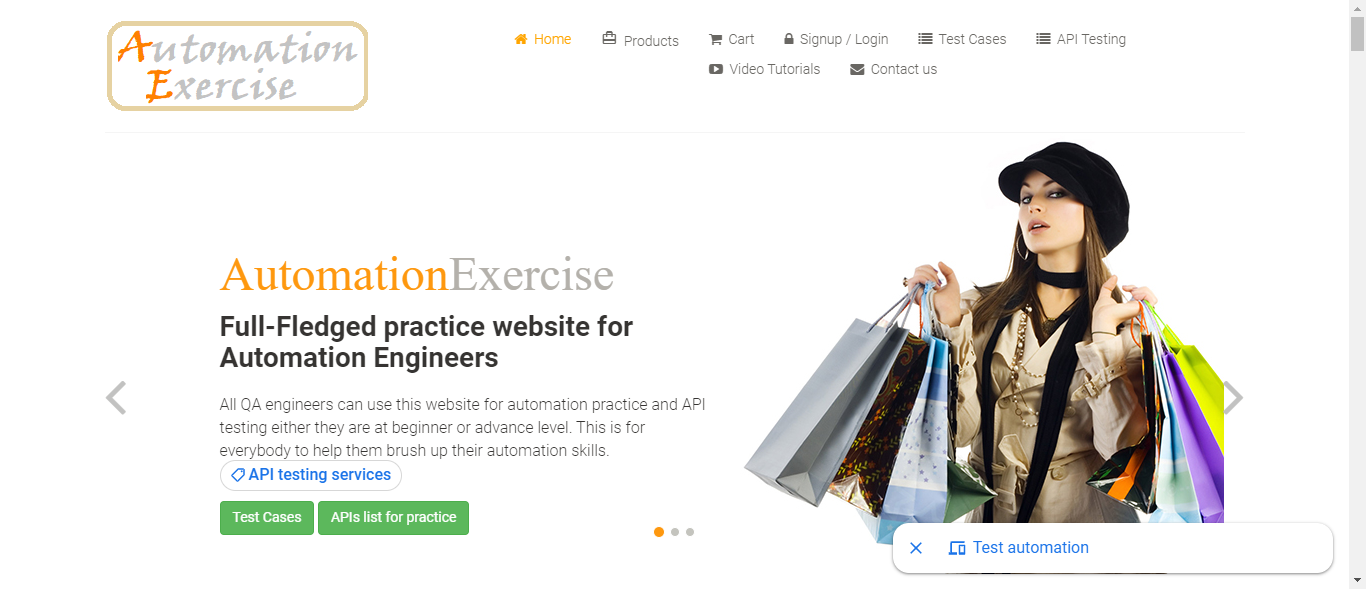 Automation
Exercise
Home Products Cart Signup / Login Test Cases API Testing
Video Tutorials Contact us
AutomationExercise
Full-Fledged practice website for
Automation Engineers
All QA engineers can use this website for automation practice and API
testing either they are at beginner or advance level. This is for
everybody to help them brush up their automation skills.
API testing services
Test Cases APIs list for practice
Test automation